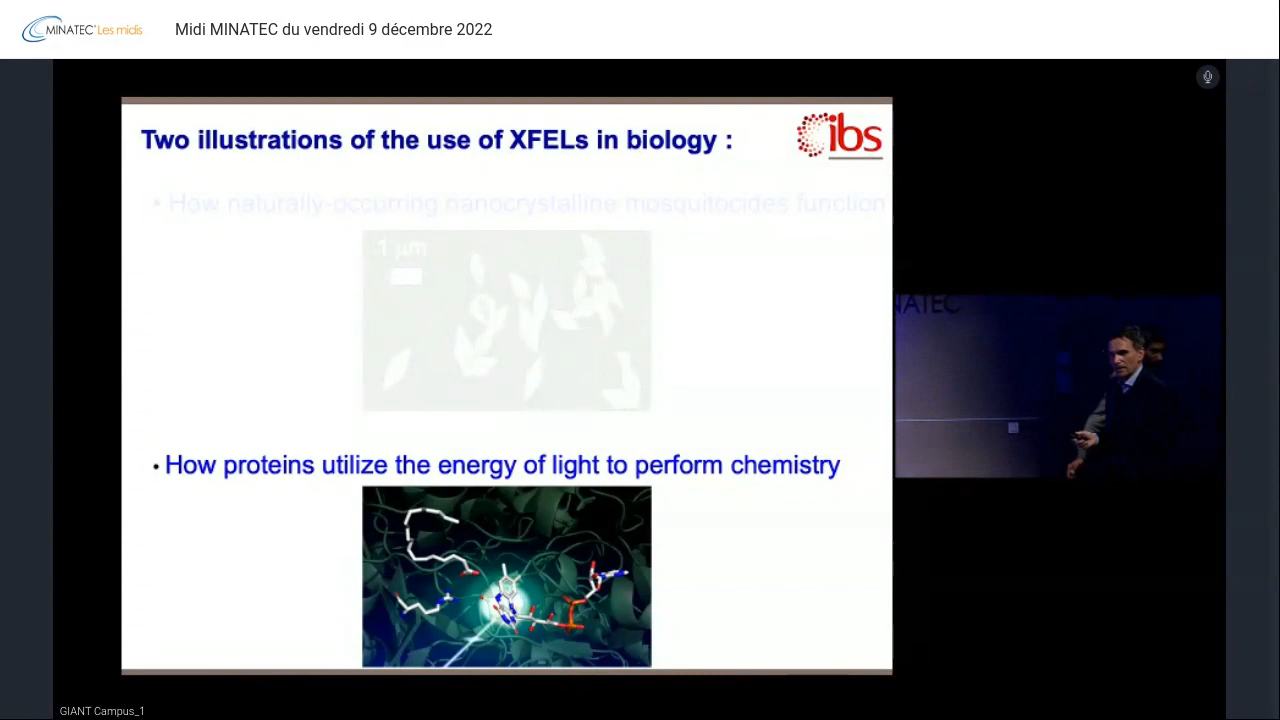 MINATEC® Les midis
Midi MINATEC du vendredi 9 décembre 2022
Two illustrations of the use of XFELs in biology :
ibs
• How naturally-occurring nanocrystalline mosquitocides function
1 µm
NATEC
• How proteins utilize the energy of light to perform chemistry
GIANT Campus_1